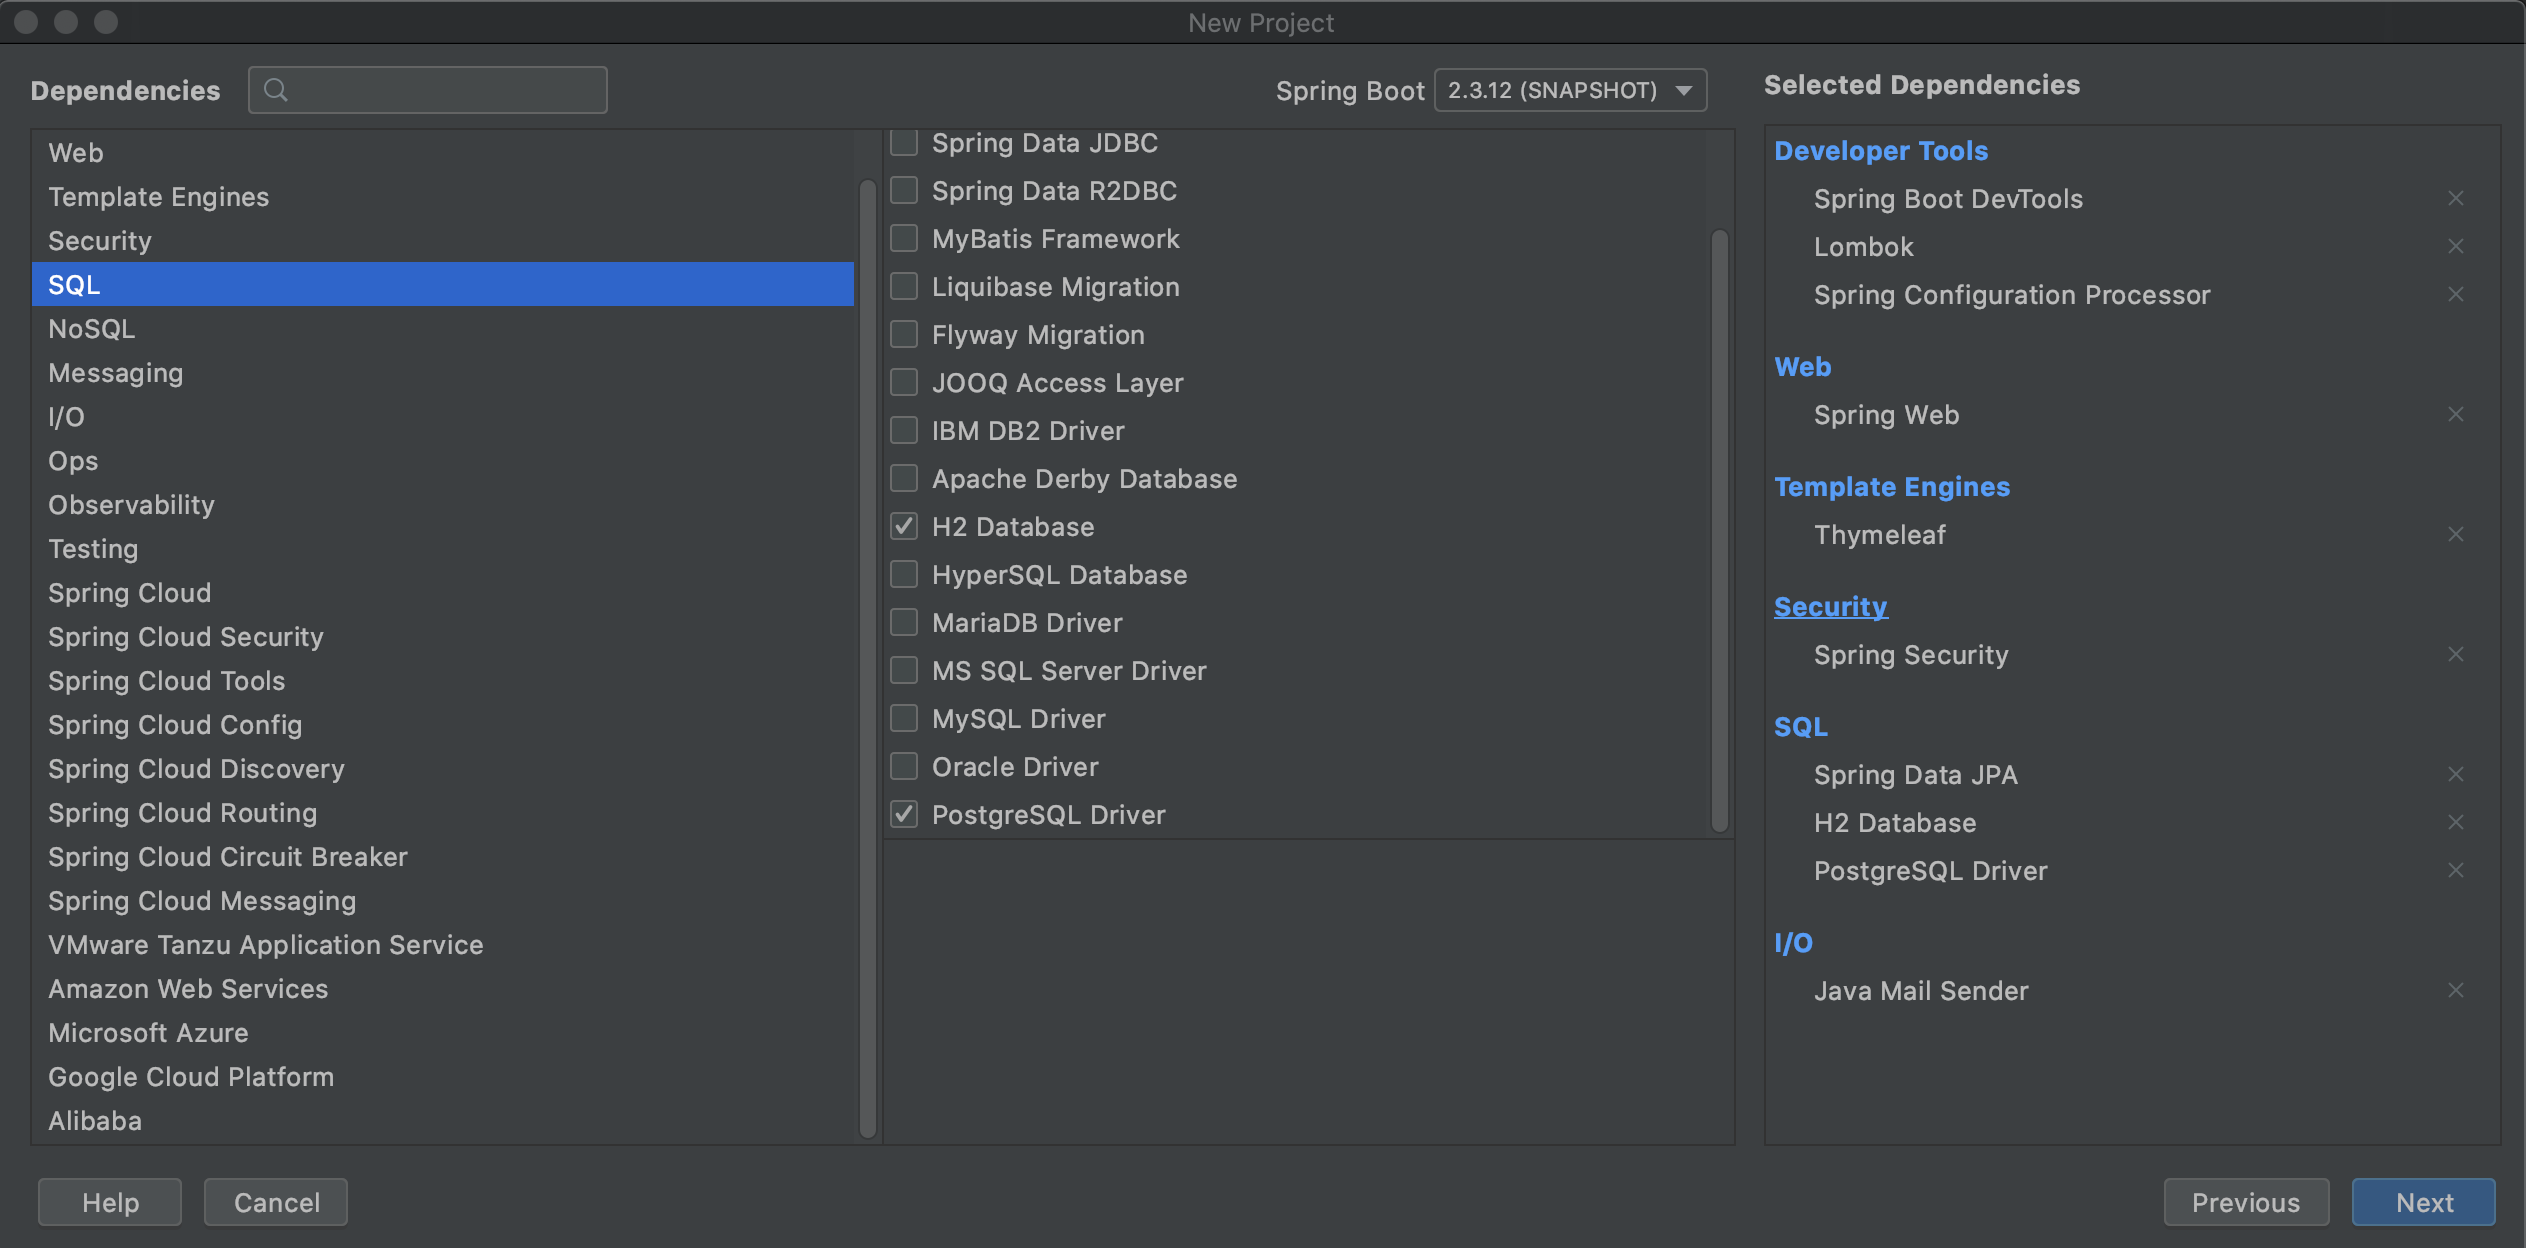 New Project
Dependencies
Spring Boot 2.3.12 (SNAPSHOT)
Web
Template Engines
Security
SQL
NoSQL
Messaging
I/O
Ops
Observability
Testing
Spring Cloud
Spring Cloud Security
Spring Cloud Tools
Spring Cloud Config
Spring Cloud Discovery
Spring Cloud Routing
Spring Cloud Circuit Breaker
Spring Cloud Messaging
VMware Tanzu Application Service
Amazon Web Services
Microsoft Azure
Google Cloud Platform
Alibaba
Spring Data JDBC
Spring Data R2DBC
MyBatis Framework
Liquibase Migration
Flyway Migration
JOOQ Access Layer
IBM DB2 Driver
Apache Derby Database
H2 Database
HyperSQL Database
MariaDB Driver
MS SQL Server Driver
MySQL Driver
Oracle Driver
PostgreSQL Driver
Selected Dependencies
Developer Tools
Spring Boot DevTools
Lombok
Spring Configuration Processor
Web
Spring Web
Template Engines
Thymeleaf
Security
Spring Security
SQL
Spring Data JPA
H2 Database
PostgreSQL Driver
I/O
Java Mail Sender
Help
Cancel
Previous
Next